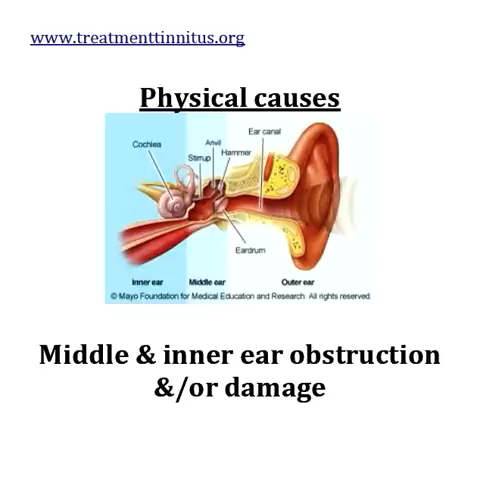 www.treatmenttinnitus.org
Physical causes
Ear canal
Anvil
Cochlea
Hammer
Stirrup
Eardrum
Inner ear
Middle ear
Outer ear
© Mayo Foundation for Medical Education and Research. All rights reserved.
Middle & inner ear obstruction
&/or damage